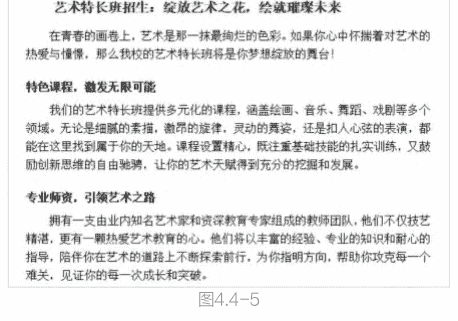 艺术特长班招生：绽放艺术之花，绘就璀璨未来
在青春的画卷上，艺术是那一抹最绚烂的色彩。如果你心中怀揣着对艺术的
热爱与憧憬，那么我校的艺术特长班将是你梦想绽放的舞台！
特色课程，激发无限可能
我们的艺术特长班提供多元化的课程，涵盖绘画、音乐、舞蹈、戏剧等多个
领域。无论是细腻的素描，激昂的旋律，灵动的舞姿，还是扣人心弦的表演，都
能在这里找到属于你的天地。课程设置精心，既注重基础技能的扎实训练，又鼓
励创新思维的自由驰骋，让你的艺术天赋得到充分的挖掘和发展。
专业师资，引领艺术之路
拥有一支由业内知名艺术家和资深教育专家组成的教师团队，他们不仅技艺
精湛，更有一颗热爱艺术教育的心。他们将以丰富的经验、专业的知识和耐心的
指导，陪伴你在艺术的道路上不断探索前行，为你指明方向，帮助你攻克每一个
难关，见证你的每一次成长和突破。
图4.4-5